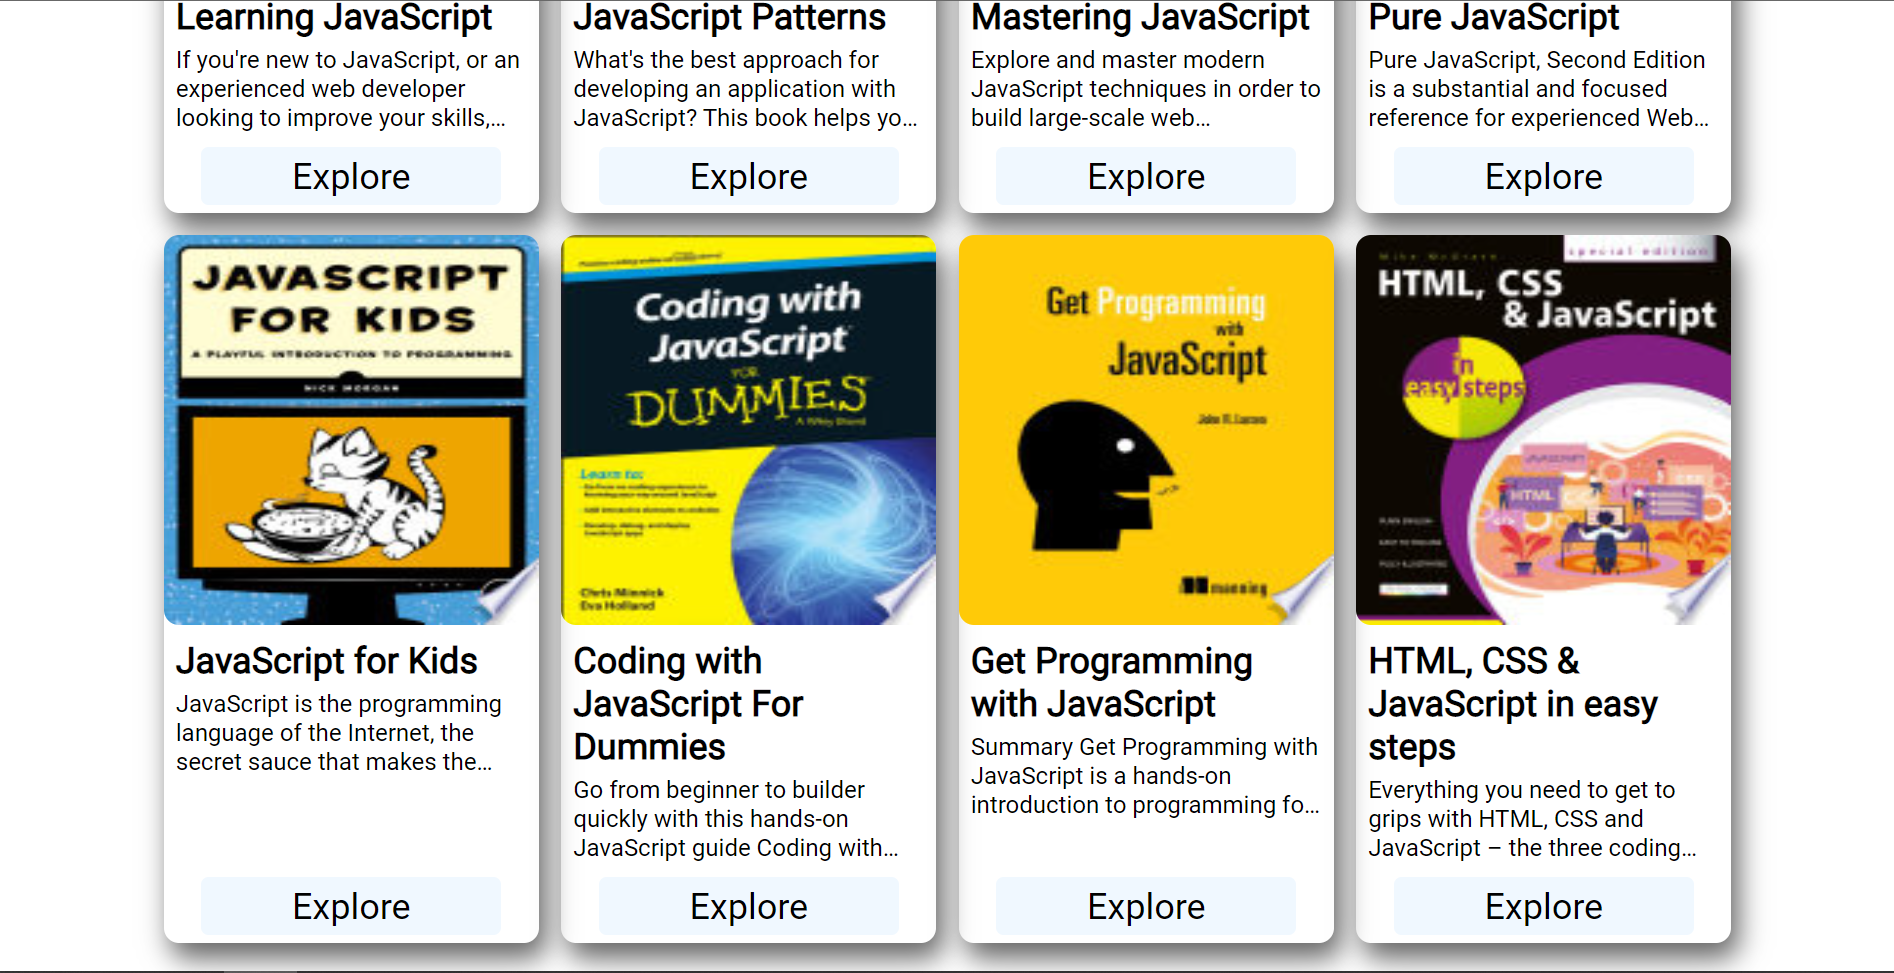 Learning JavaScript
If you're new to JavaScript, or an
experienced web developer
looking to improve your skills,...
Explore
JavaScript Patterns
What's the best approach for
developing an application with
JavaScript? This book helps yo...
Explore
Mastering JavaScript
Explore and master modern
JavaScript techniques in order to
build large-scale web...
Explore
Pure JavaScript
Pure JavaScript, Second Edition
is a substantial and focused
reference for experienced Web...
Explore
JAVASCRIPT
FOR KIDS
A PLAYFUL INTRODUCTION TO PROGRAMMING
NICK MORGAN
JavaScript for Kids
JavaScript is the programming
language of the Internet, the
secret sauce that makes the...
Explore
Coding with
JavaScript
FOR
DUMMIES
A Wiley Brand
Learn to:
Chris Minnick
Eva Holland
Coding with
JavaScript For
Dummies
Go from beginner to builder
quickly with this hands-on
JavaScript guide Coding with...
Explore
Get Programming
with
JavaScript
John R. Larsen
manning
Get Programming
with JavaScript
Summary Get Programming with
JavaScript is a hands-on
introduction to programming fo...
Explore
Mike McGrath
special edition
HTML, CSS
& JavaScript
in
easy steps
JAVASCRIPT
HTML
CSS
HTML, CSS &
JavaScript in easy
steps
Everything you need to get to
grips with HTML, CSS and
JavaScript – the three coding...
Explore